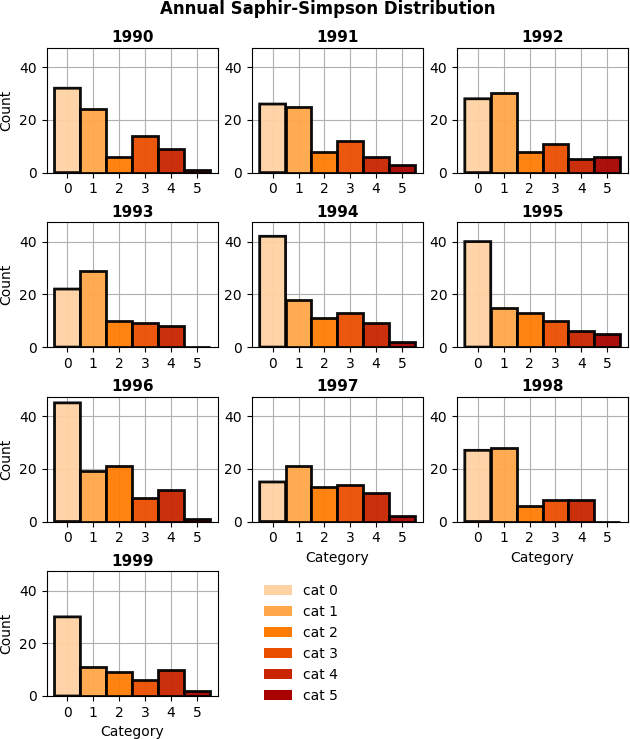 Annual Saphir-Simpson Distribution
1990 1991 1992
40 40 40
Count 20 20 20
0 0 0
0 1 2 3 4 5 0 1 2 3 4 5 0 1 2 3 4 5
1993 1994 1995
40 40 40
Count 20 20 20
0 0 0
0 1 2 3 4 5 0 1 2 3 4 5 0 1 2 3 4 5
1996 1997 1998
40 40 40
Count 20 20 20
0 0 0
0 1 2 3 4 5 0 1 2 3 4 5 0 1 2 3 4 5
Category Category
1999
40
Count 20
0
0 1 2 3 4 5
Category
cat 0
cat 1
cat 2
cat 3
cat 4
cat 5